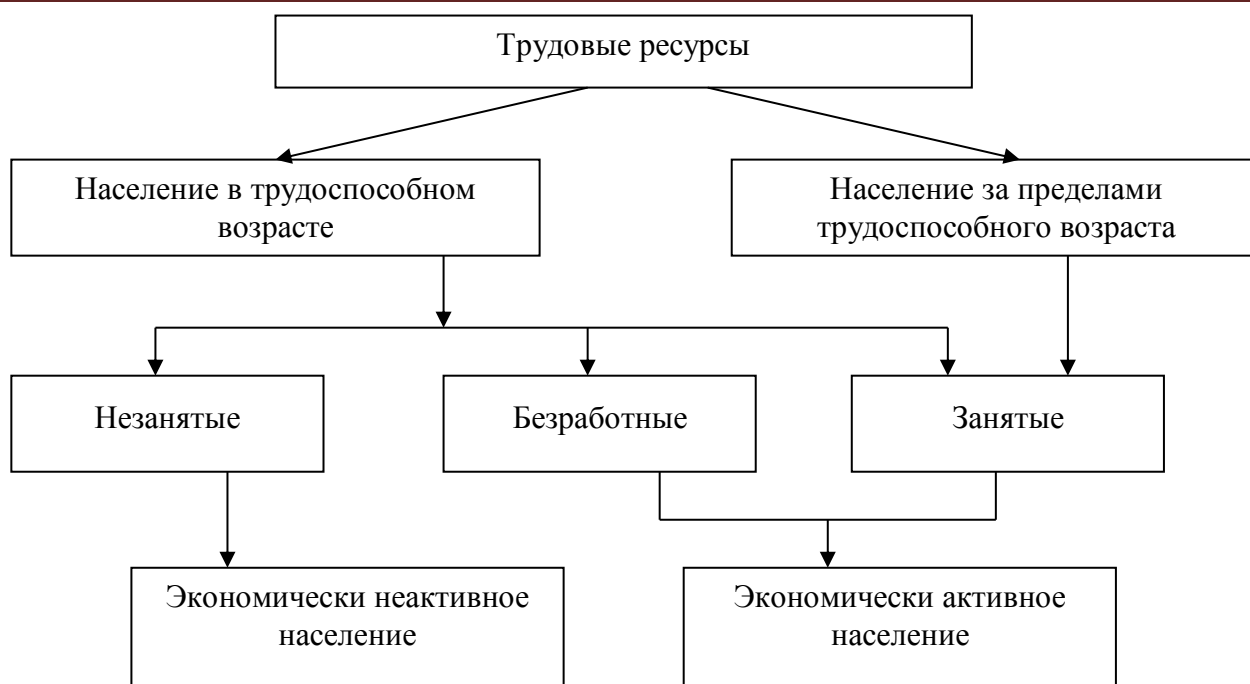 Трудовые ресурсы
Население в трудоспособном
возрасте
Население за пределами
трудоспособного возраста
Незанятые
Безработные
Занятые
Экономически неактивное
население
Экономически активное
население